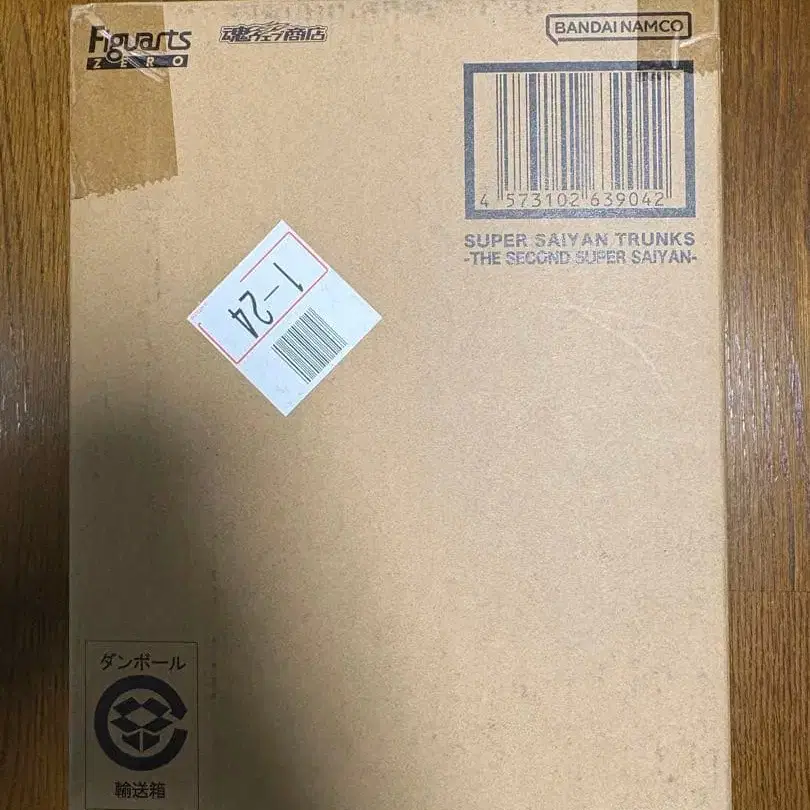 Figuarts
ZERO
魂ウェブ商店
BANDAI NAMCO
4 573102 639042
SUPER SAIYAN TRUNKS
-THE SECOND SUPER SAIYAN-
1-24
ダンボール
輸送箱